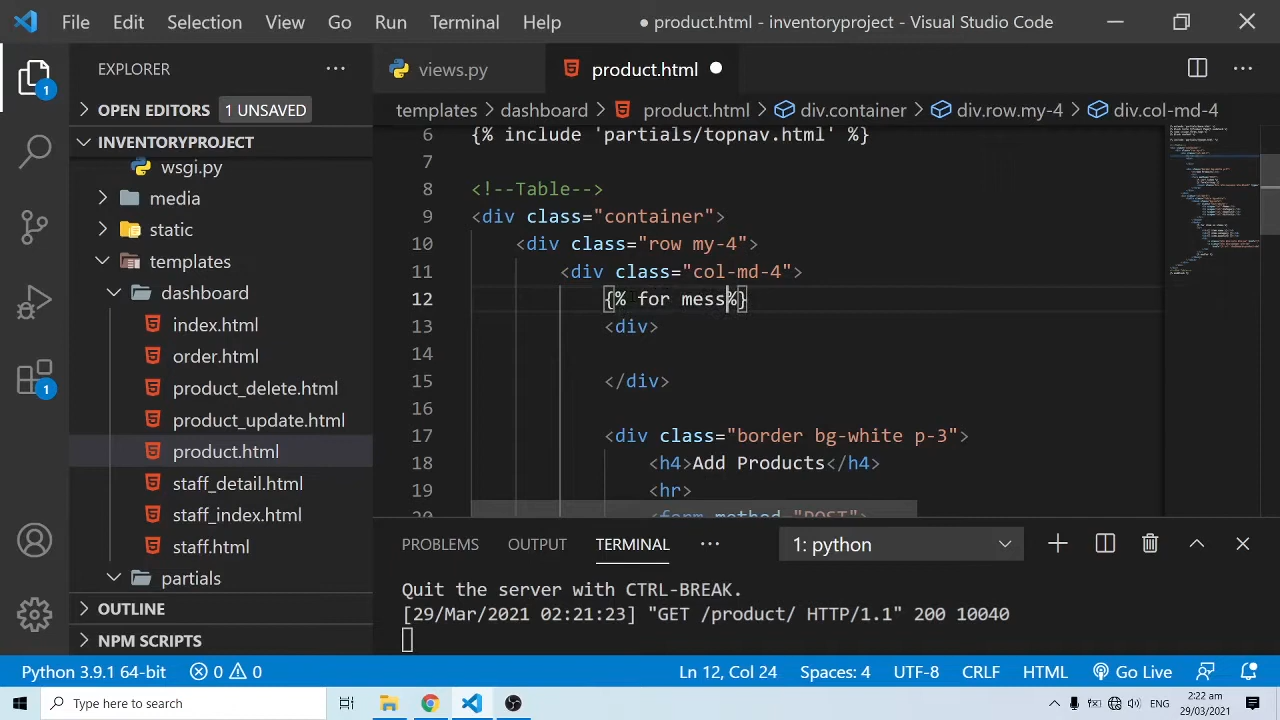 File Edit Selection View Go Run Terminal Help
● product.html - inventoryproject - Visual Studio Code
EXPLORER
OPEN EDITORS 1 UNSAVED
INVENTORYPROJECT
wsgi.py
media
static
templates
dashboard
index.html
order.html
product_delete.html
product_update.html
product.html
staff_detail.html
staff_index.html
staff.html
partials
OUTLINE
NPM SCRIPTS
1
1
views.py
product.html
templates > dashboard > product.html > div.container > div.row.my-4 > div.col-md-4
6 {% include 'partials/topnav.html' %}
7
8 <!--Table-->
9 <div class="container">
10 <div class="row my-4">
11 <div class="col-md-4">
12 {% for mess%}
13 <div>
14
15 </div>
16
17 <div class="border bg-white p-3">
18 <h4>Add Products</h4>
19 <hr>
20 <form method="POST">
PROBLEMS OUTPUT TERMINAL 1: python
Quit the server with CTRL-BREAK.
[29/Mar/2021 02:21:23] "GET /product/ HTTP/1.1" 200 10040
Python 3.9.1 64-bit 0 0 Ln 12, Col 24 Spaces: 4 UTF-8 CRLF HTML Go Live
Type here to search
ENG
2:22 am
29/03/2021